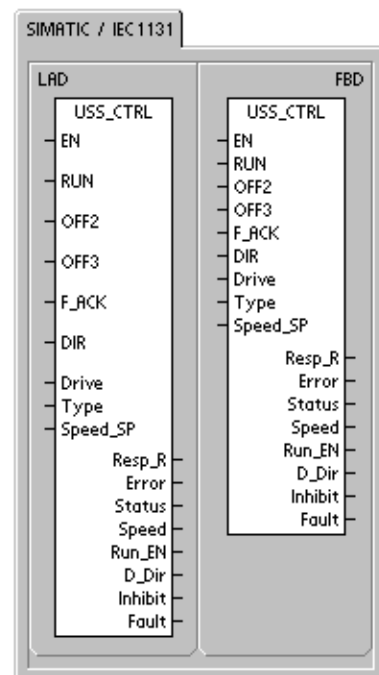 SIMATIC / IEC1131
LAD
USS_CTRL
EN
RUN
OFF2
OFF3
F_ACK
DIR
Drive
Type
Speed_SP
Resp_R
Error
Status
Speed
Run_EN
D_Dir
Inhibit
Fault
FBD
USS_CTRL
EN
RUN
OFF2
OFF3
F_ACK
DIR
Drive
Type
Speed_SP
Resp_R
Error
Status
Speed
Run_EN
D_Dir
Inhibit
Fault